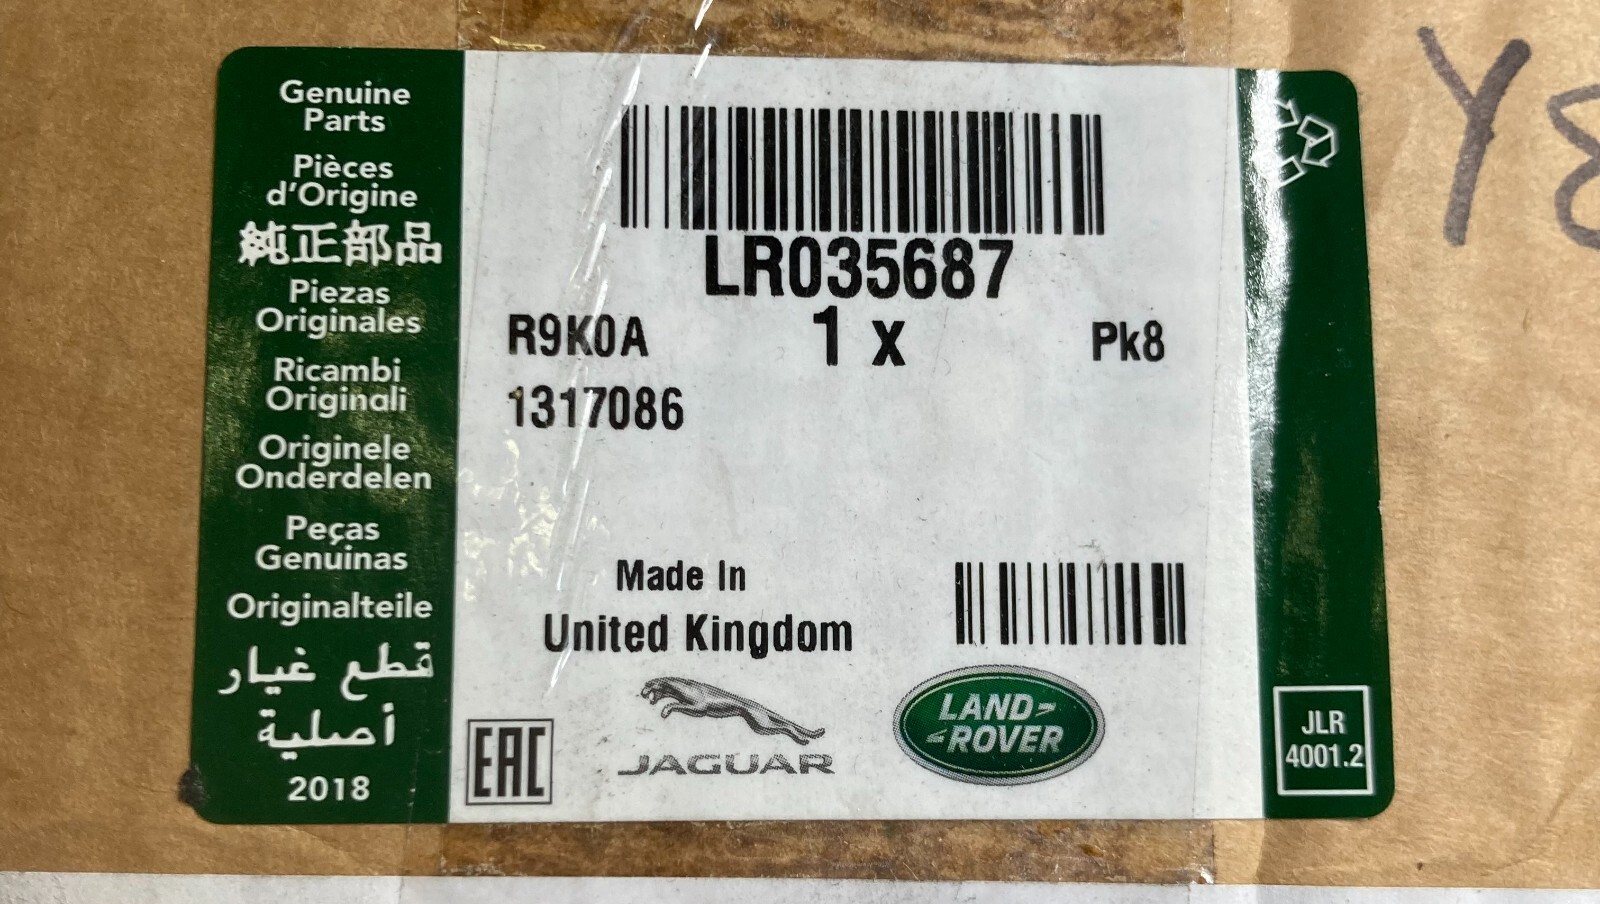 Genuine
Parts
Pièces
d'Origine
純正部品
Piezas
Originales
Ricambi
Originali
Originele
Onderdelen
Peças
Genuinas
Originalteile
قطع غيار
أصلية
2018
LR035687
R9K0A 1 x Pk8
1317086
Made In
United Kingdom
EAC
JAGUAR
LAND-
-ROVER
JLR
4001.2